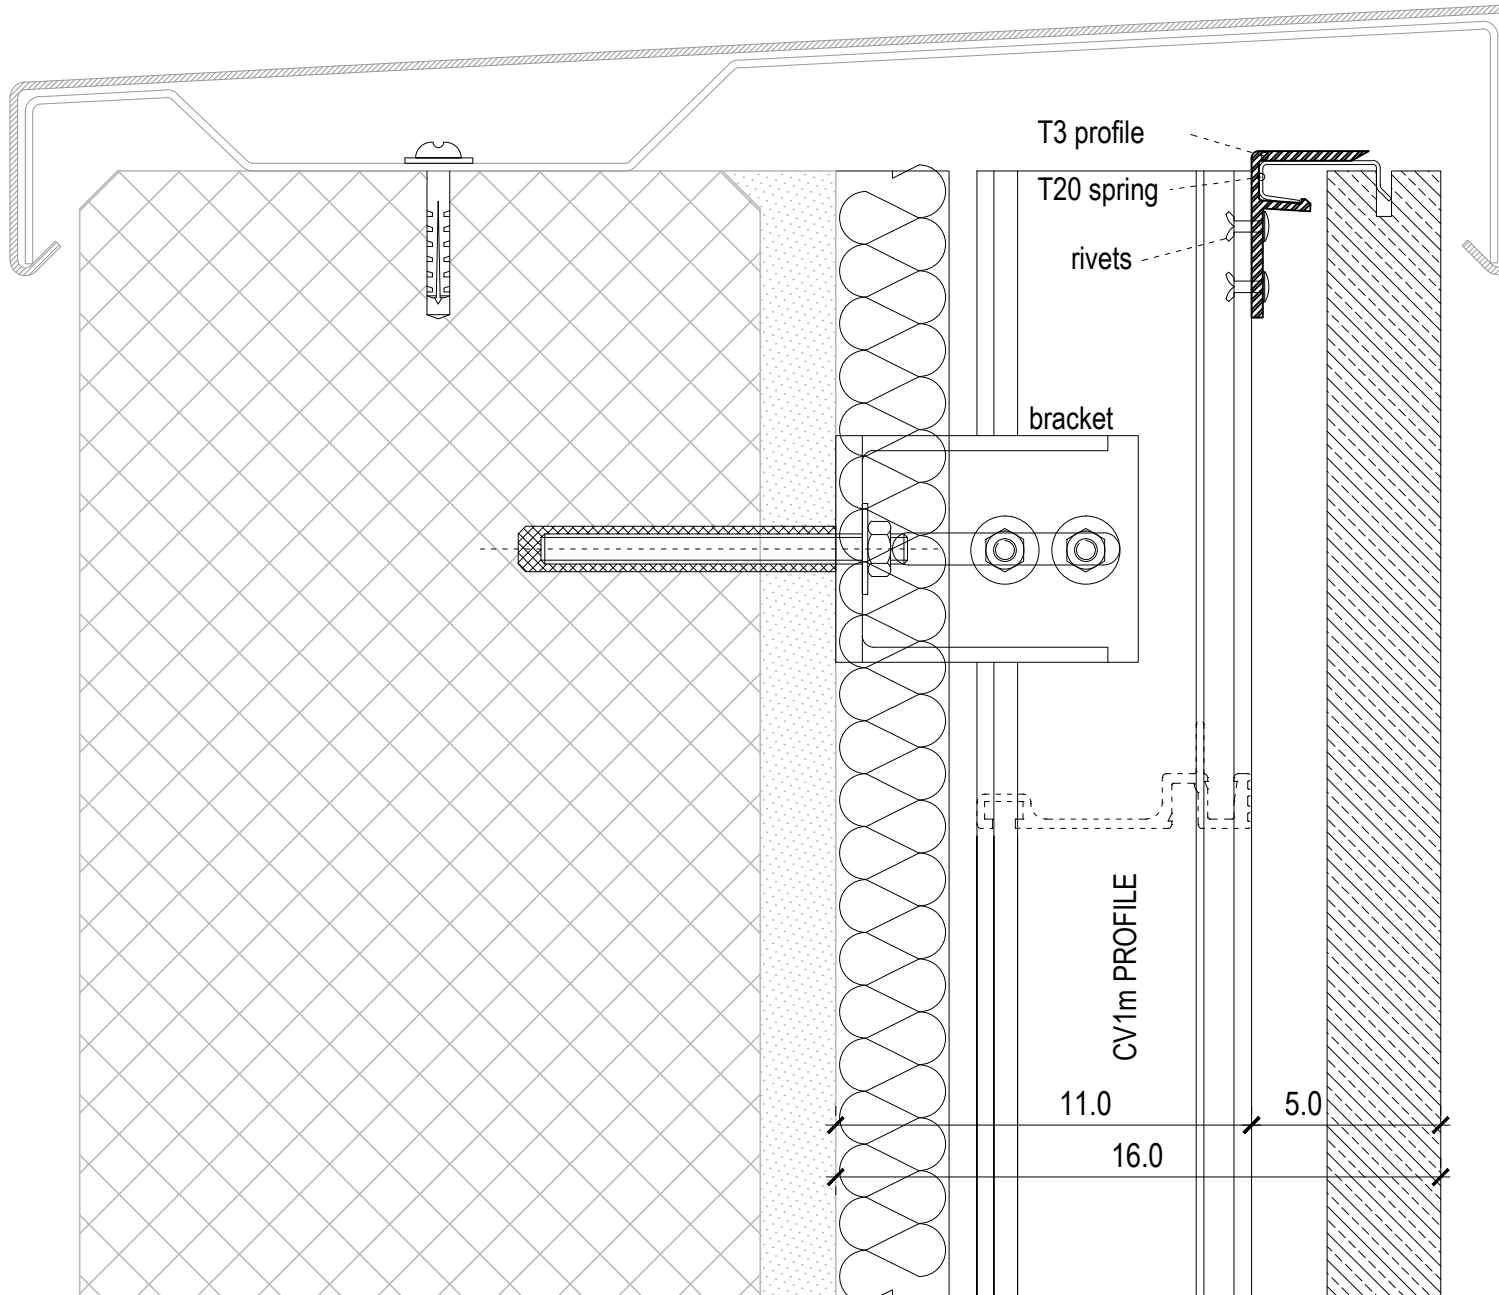 T3 profile
T20 spring
rivets
bracket
CV1m PROFILE
11.0
5.0
16.0